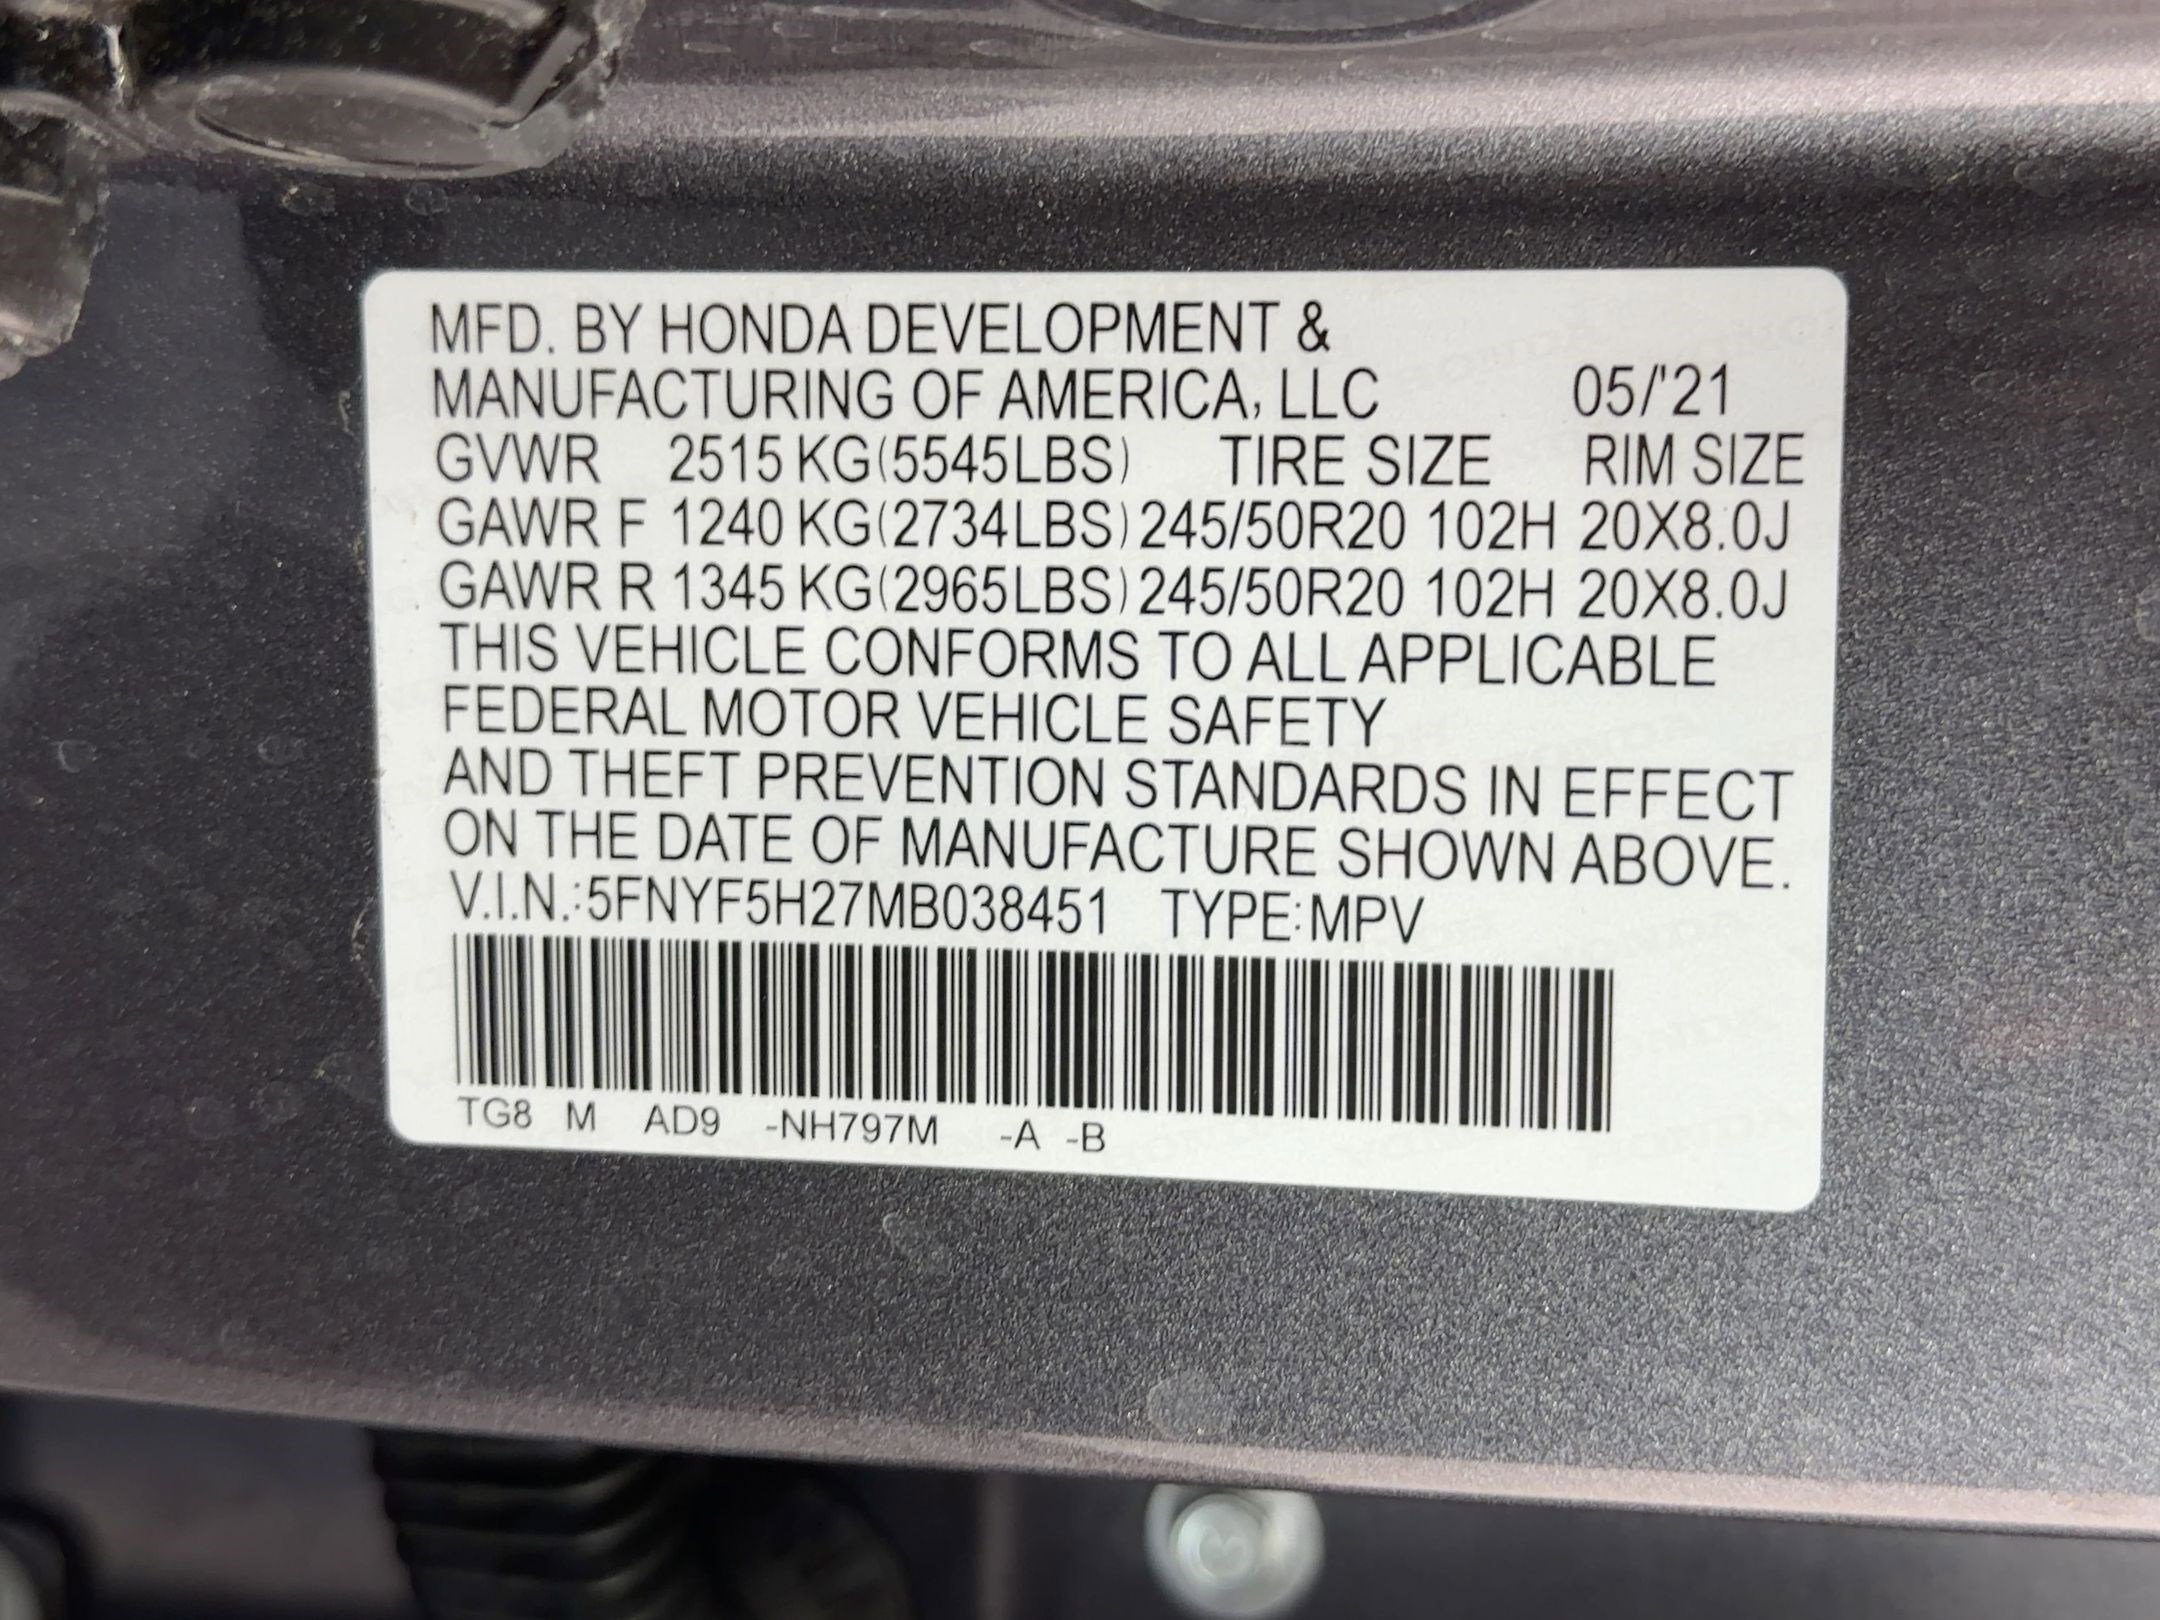 MFD. BY HONDA DEVELOPMENT &
MANUFACTURING OF AMERICA, LLC 05/'21
GVWR 2515 KG(5545LBS) TIRE SIZE RIM SIZE
GAWR F 1240 KG(2734LBS) 245/50R20 102H 20X8.0J
GAWR R 1345 KG(2965LBS) 245/50R20 102H 20X8.0J
THIS VEHICLE CONFORMS TO ALL APPLICABLE
FEDERAL MOTOR VEHICLE SAFETY
AND THEFT PREVENTION STANDARDS IN EFFECT
ON THE DATE OF MANUFACTURE SHOWN ABOVE.
V.I.N.:5FNYF5H27MB038451 TYPE:MPV
TG8 M AD9 -NH797M -A -B